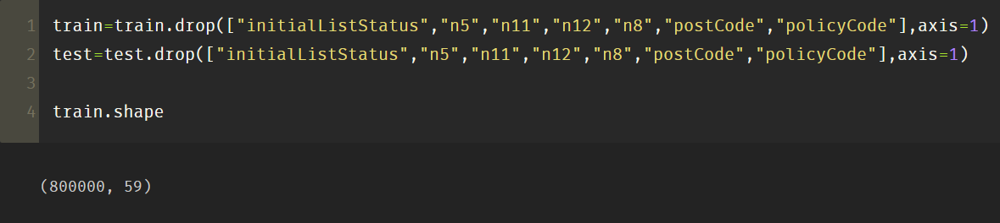 1 train=train.drop(["initialListStatus","n5","n11","n12","n8","postCode","policyCode"],axis=1)
2 test=test.drop(["initialListStatus","n5","n11","n12","n8","postCode","policyCode"],axis=1)
3
4 train.shape
(800000, 59)